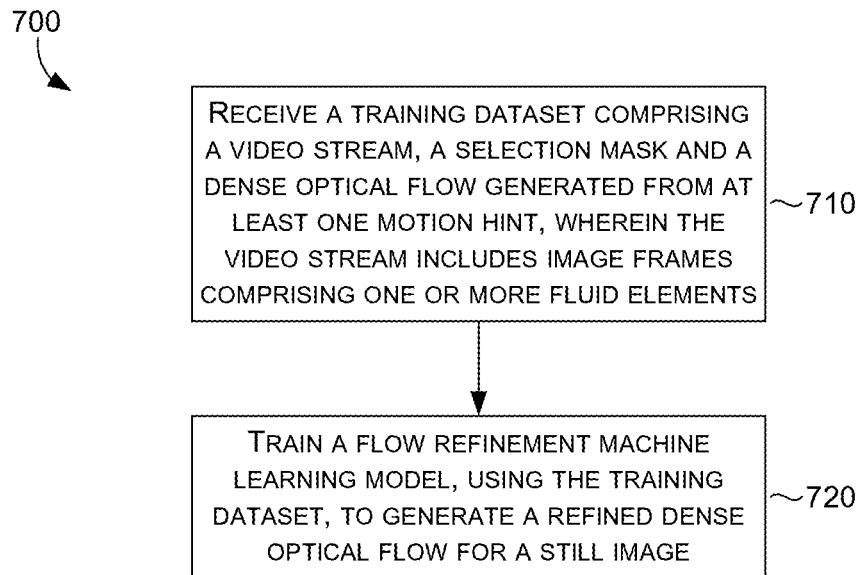 700
RECEIVE A TRAINING DATASET COMPRISING
A VIDEO STREAM, A SELECTION MASK AND A
DENSE OPTICAL FLOW GENERATED FROM AT
LEAST ONE MOTION HINT, WHEREIN THE
VIDEO STREAM INCLUDES IMAGE FRAMES
COMPRISING ONE OR MORE FLUID ELEMENTS
710
TRAIN A FLOW REFINEMENT MACHINE
LEARNING MODEL, USING THE TRAINING
DATASET, TO GENERATE A REFINED DENSE
OPTICAL FLOW FOR A STILL IMAGE
720